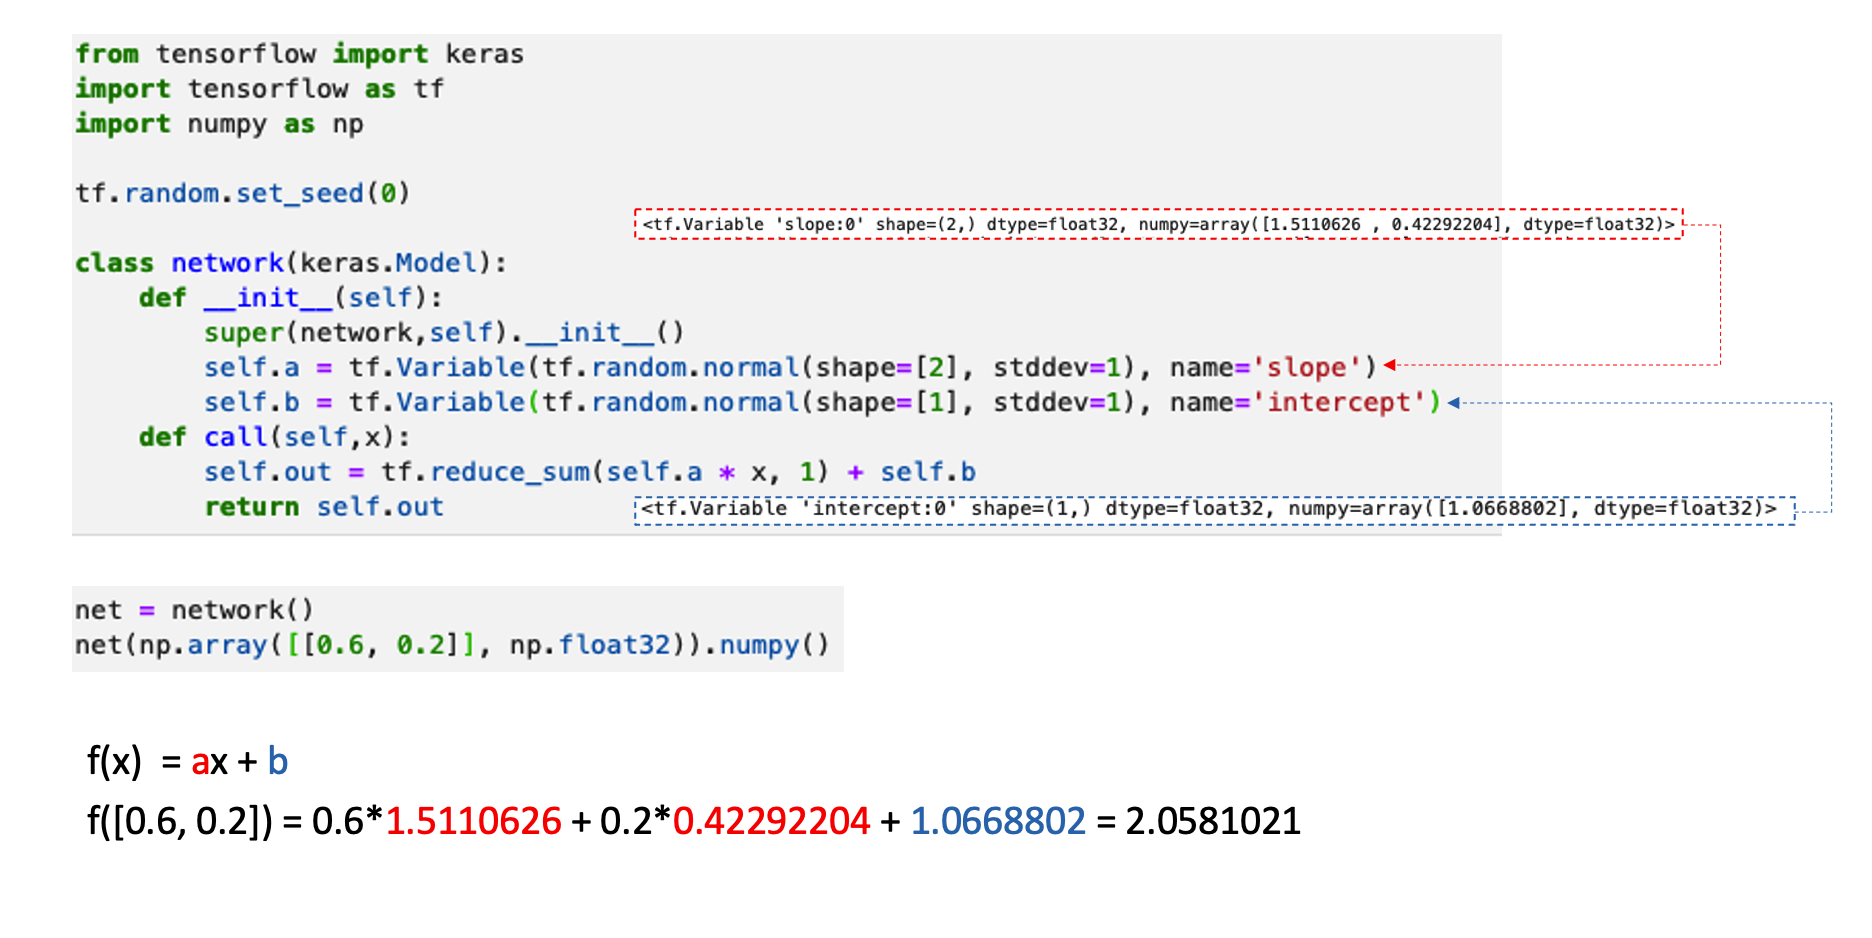 from tensorflow import keras
import tensorflow as tf
import numpy as np
tf.random.set_seed(0)
<tf.Variable 'slope:0' shape=(2,) dtype=float32, numpy=array([1.5110626 , 0.42292204], dtype=float32)>
class network(keras.Model):
    def __init__(self):
        super(network,self).__init__()
        self.a = tf.Variable(tf.random.normal(shape=[2], stddev=1), name='slope')
        self.b = tf.Variable(tf.random.normal(shape=[1], stddev=1), name='intercept')
    def call(self,x):
        self.out = tf.reduce_sum(self.a * x, 1) + self.b
        return self.out
<tf.Variable 'intercept:0' shape=(1,) dtype=float32, numpy=array([1.0668802], dtype=float32)>
net = network()
net(np.array([[0.6, 0.2]], np.float32)).numpy()
f(x)  = ax + b
f([0.6, 0.2]) = 0.6*1.5110626 + 0.2*0.42292204 + 1.0668802 = 2.0581021